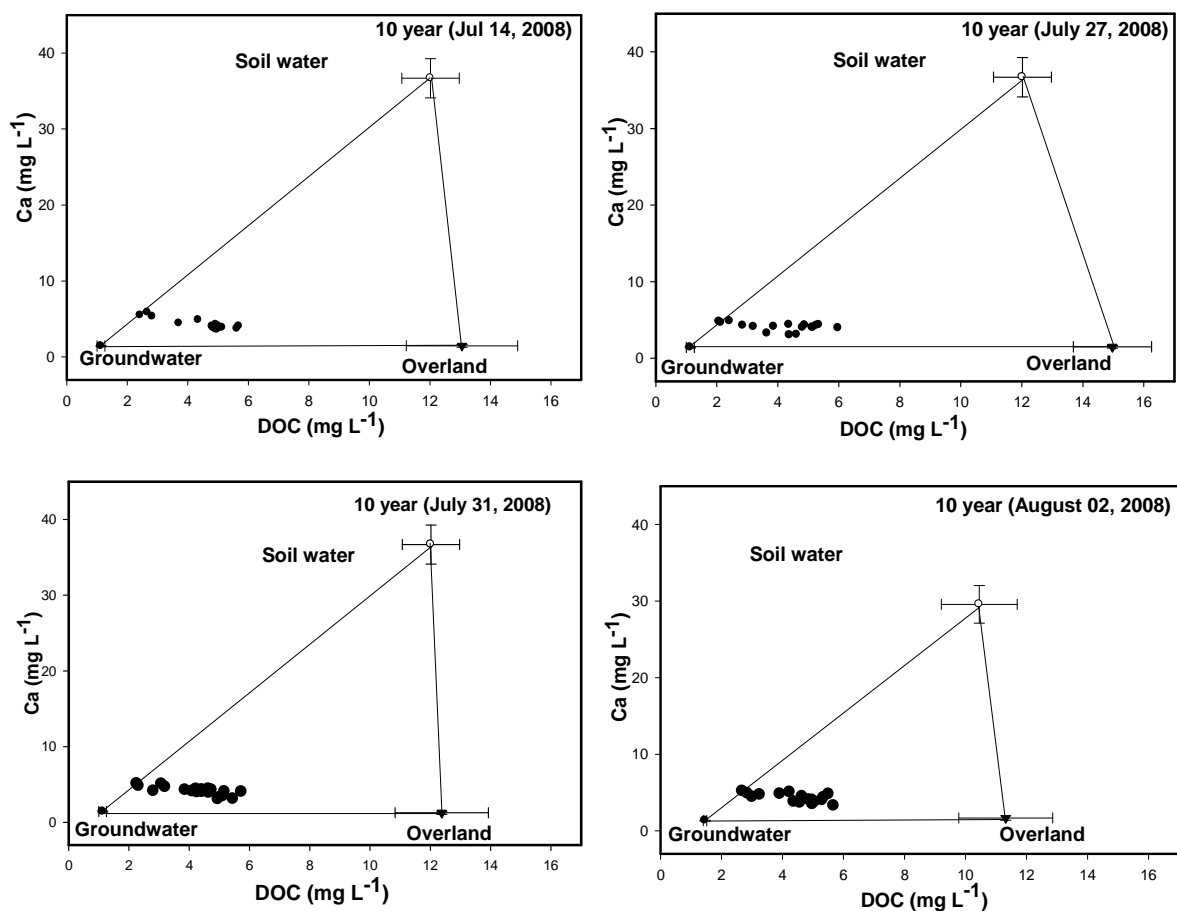 10 year (Jul 14, 2008)
Soil water
40
30
20
10
0
Ca (mg L-1)
Groundwater
Overland
0 2 4 6 8 10 12 14 16
DOC (mg L-1)
10 year (July 27, 2008)
Soil water
40
30
20
10
0
Ca (mg L-1)
Groundwater
Overland
0 2 4 6 8 10 12 14 16
DOC (mg L-1)
10 year (July 31, 2008)
Soil water
40
30
20
10
0
Ca (mg L-1)
Groundwater
Overland
0 2 4 6 8 10 12 14 16
DOC (mg L-1)
10 year (August 02, 2008)
Soil water
40
30
20
10
0
Ca (mg L-1)
Groundwater
Overland
0 2 4 6 8 10 12 14 16
DOC (mg L-1)